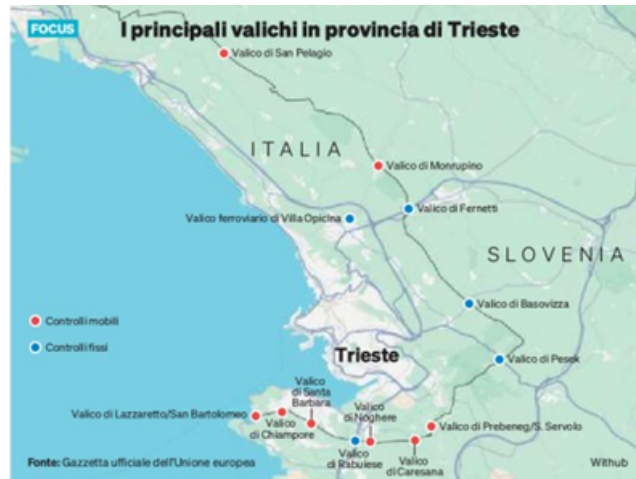 FOCUS
I principali valichi in provincia di Trieste
Valico di San Pelagio
ITALIA
Valico di Monrupino
Valico ferroviario di Villa Opicina
Valico di Fernetti
SLOVENIA
Valico di Basovizza
Controlli mobili
Controlli fissi
Trieste
Valico di Pesek
Valico
di Santa
Barbara
Valico di Lazzaretto/San Bartolomeo
Valico
di Chiampore
Valico
di Noghere
Valico di Prebeneg/S. Servolo
Valico
di Rabuiese
Valico
di Caresana
Fonte: Gazzetta ufficiale dell'Unione europea
Withub